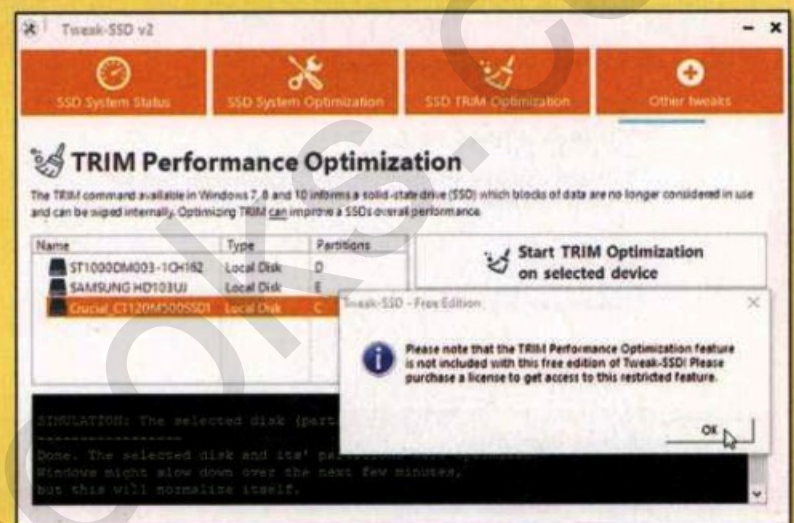 Tweak-SSD v2
SSD System Status
SSD System Optimization
SSD TRIM Optimization
Other tweaks
TRIM Performance Optimization
The TRIM command available in Windows 7, 8 and 10 informs a solid-state drive (SSD) which blocks of data are no longer considered in use
and can be wiped internally. Optimizing TRIM can improve a SSDs overall performance.
Name Type Partitions
ST1000DM003-1CH162 Local Disk D
SAMSUNG HD103UJ Local Disk E
Crucial_CT120M500SSD1 Local Disk C
Start TRIM Optimization
on selected device
Tweak-SSD - Free Edition
Please note that the TRIM Performance Optimization feature
is not included with this free edition of Tweak-SSD! Please
purchase a license to get access to this restricted feature.
OK
SIMULATION: The selected disk (part
Done. The selected disk and its'
Windows might slow down over the next few minutes,
but this will normalize itself.